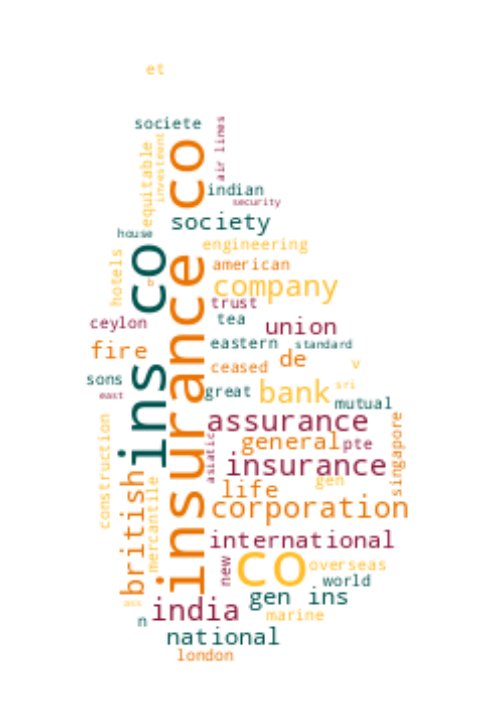 et
societe
air lines
equitable
investment
insurance co
indian
security
society
house
ins co
engineering
hotels
american
company
trust
ceylon
tea
union
eastern
standard
fire
de
v
ceased
sons
great
bank
sri
east
mutual
assurance
singapore
construction
asiatic
general
pte
insurance
british
mercantile
life
gen
corporation
international
new
co
overseas
world
gen ins
india
marine
n
national
london